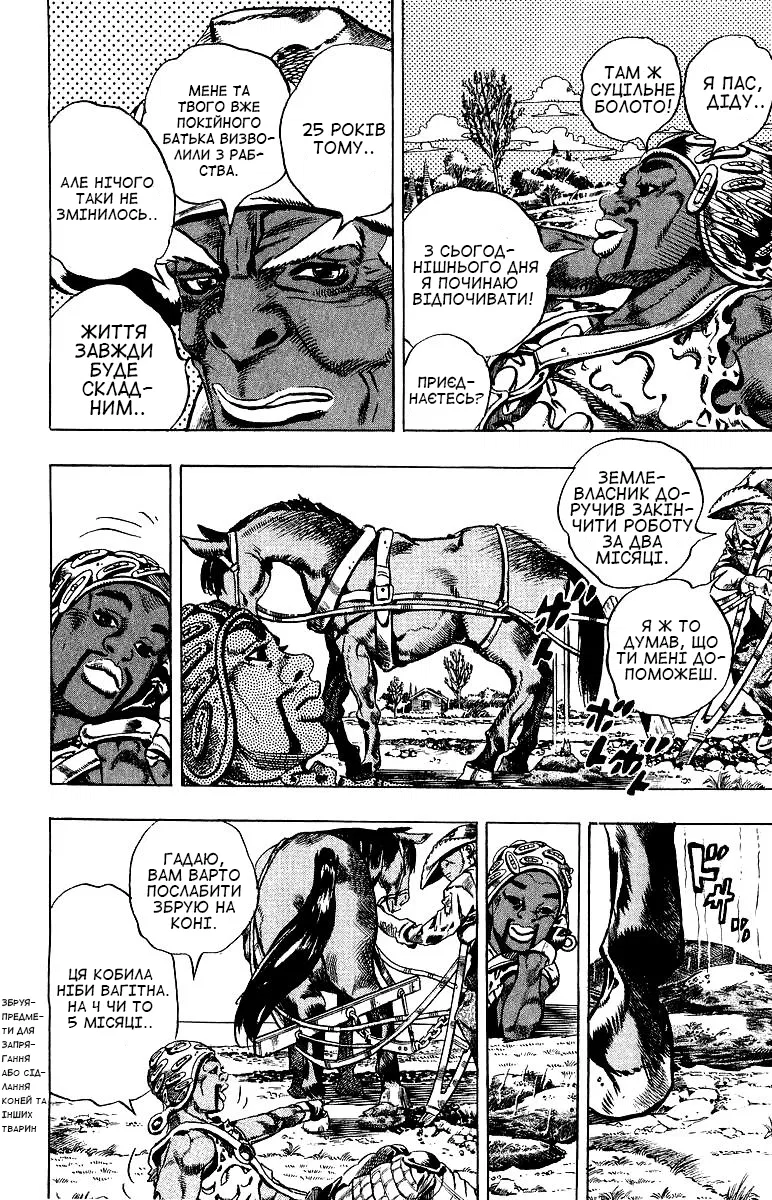 Я ПАС,
ДІДУ..
ТАМ Ж
СУЦІЛЬНЕ
БОЛОТО!
З СЬОГОД-
НІШНЬОГО ДНЯ
Я ПОЧИНАЮ
ВІДПОЧИВАТИ!
ПРИЄД-
НАЄТЕСЬ?
25 РОКІВ
ТОМУ..
МЕНЕ ТА
ТВОГО ВЖЕ
ПОКІЙНОГО
БАТЬКА ВИЗВО-
ЛИЛИ З РАБ-
СТВА.
АЛЕ НІЧОГО
ТАКИ НЕ
ЗМІНИЛОСЬ..
ЖИТТЯ
ЗАВЖДИ
БУДЕ
СКЛАД-
НИМ..
ЗЕМЛЕ-
ВЛАСНИК ДО-
РУЧИВ ЗАКІН-
ЧИТИ РОБОТУ
ЗА ДВА
МІСЯЦІ.
Я Ж ТО
ДУМАВ, ЩО
ТИ МЕНІ ДО-
ПОМОЖЕШ.
ГАДАЮ,
ВАМ ВАРТО
ПОСЛАБИТИ
ЗБРУЮ НА
КОНІ.
ЦЯ КОБИЛА
НІБИ ВАГІТНА.
НА 4 ЧИ ТО
5 МІСЯЦІ..
ЗБРУЯ-
ПРЕДМЕ-
ТИ ДЛЯ
ЗАПРЯ-
ГАННЯ
АБО СІД-
ЛАННЯ
КОНЕЙ ТА
ІНШИХ
ТВАРИН